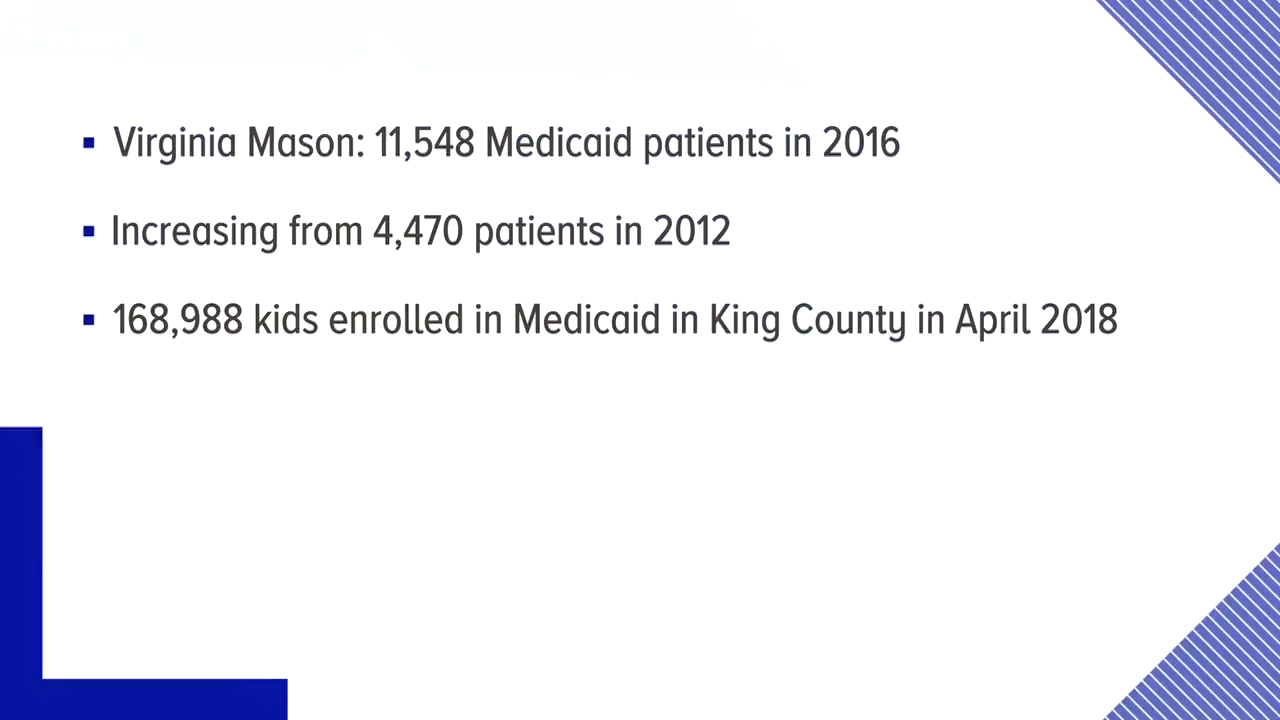 ▪ Virginia Mason: 11,548 Medicaid patients in 2016
▪ Increasing from 4,470 patients in 2012
▪ 168,988 kids enrolled in Medicaid in King County in April 2018